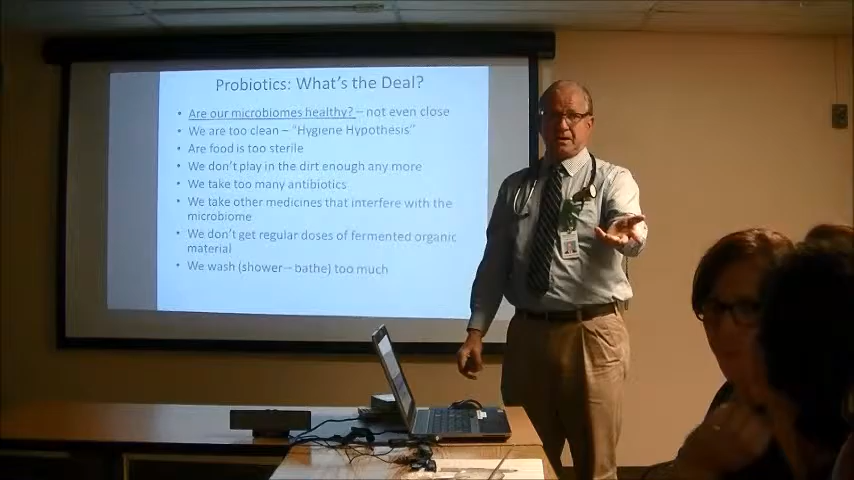 Probiotics: What's the Deal?
• Are our microbiomes healthy? – not even close
• We are too clean – "Hygiene Hypothesis"
• Are food is too sterile
• We don't play in the dirt enough any more
• We take too many antibiotics
• We take other medicines that interfere with the
microbiome
• We don't get regular doses of fermented organic
material
• We wash (shower – bathe) too much